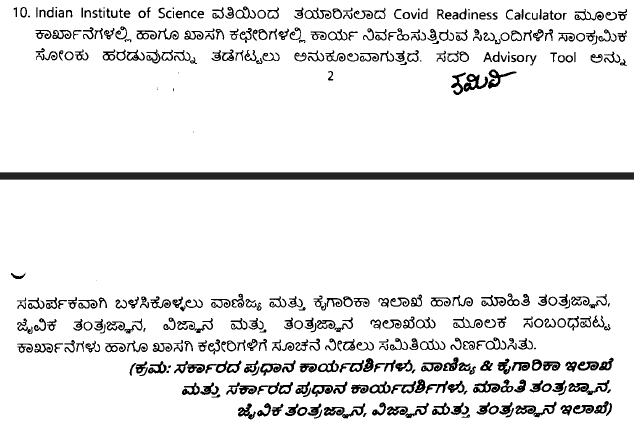 10. Indian Institute of Science ವತಿಯಿಂದ ತಯಾರಿಸಲಾದ Covid Readiness Calculator ಮೂಲಕ
ಕಾರ್ಖಾನೆಗಳಲ್ಲಿ ಹಾಗೂ ಖಾಸಗಿ ಕಛೇರಿಗಳಲ್ಲಿ ಕಾರ್ಯ ನಿರ್ವಹಿಸುತ್ತಿರುವ ಸಿಬ್ಬಂದಿಗಳಿಗೆ ಸಾಂಕ್ರಮಿಕ
ಸೋಂಕು ಹರಡುವುದನ್ನು ತಡೆಗಟ್ಟಲು ಅನುಕೂಲವಾಗುತ್ತದೆ. ಸದರಿ Advisory Tool ಅನ್ನು
2
ಸಮರ್ಪಕವಾಗಿ ಬಳಸಿಕೊಳ್ಳಲು ವಾಣಿಜ್ಯ ಮತ್ತು ಕೈಗಾರಿಕಾ ಇಲಾಖೆ ಹಾಗೂ ಮಾಹಿತಿ ತಂತ್ರಜ್ಞಾನ,
ಜೈವಿಕ ತಂತ್ರಜ್ಞಾನ, ವಿಜ್ಞಾನ ಮತ್ತು ತಂತ್ರಜ್ಞಾನ ಇಲಾಖೆಯ ಮೂಲಕ ಸಂಬಂಧಪಟ್ಟ
ಕಾರ್ಖಾನೆಗಳು ಹಾಗೂ ಖಾಸಗಿ ಕಛೇರಿಗಳಿಗೆ ಸೂಚನೆ ನೀಡಲು ಸಮಿತಿಯು ನಿರ್ಣಯಿಸಿತು.
(ಕ್ರಮ: ಸರ್ಕಾರದ ಪ್ರಧಾನ ಕಾರ್ಯದರ್ಶಿಗಳು, ವಾಣಿಜ್ಯ & ಕೈಗಾರಿಕಾ ಇಲಾಖೆ
ಮತ್ತು ಸರ್ಕಾರದ ಪ್ರಧಾನ ಕಾರ್ಯದರ್ಶಿಗಳು, ಮಾಹಿತಿ ತಂತ್ರಜ್ಞಾನ,
ಜೈವಿಕ ತಂತ್ರಜ್ಞಾನ, ವಿಜ್ಞಾನ ಮತ್ತು ತಂತ್ರಜ್ಞಾನ ಇಲಾಖೆ)